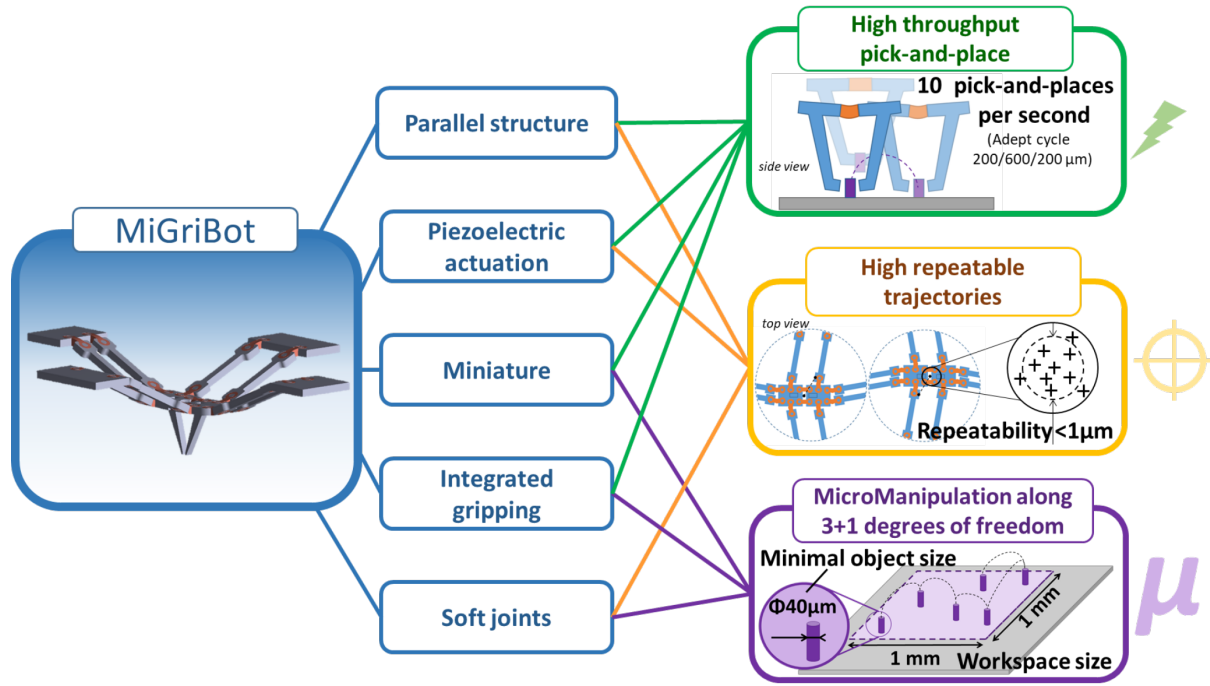 MiGriBot
Parallel structure
Piezoelectric
actuation
Miniature
Integrated
gripping
Soft joints
High throughput
pick-and-place
10 pick-and-places
per second
(Adept cycle
200/600/200 µm)
side view
High repeatable
trajectories
top view
Repeatability<1µm
MicroManipulation along
3+1 degrees of freedom
Minimal object size
Φ40µm
1 mm
1 mm
Workspace size
μ